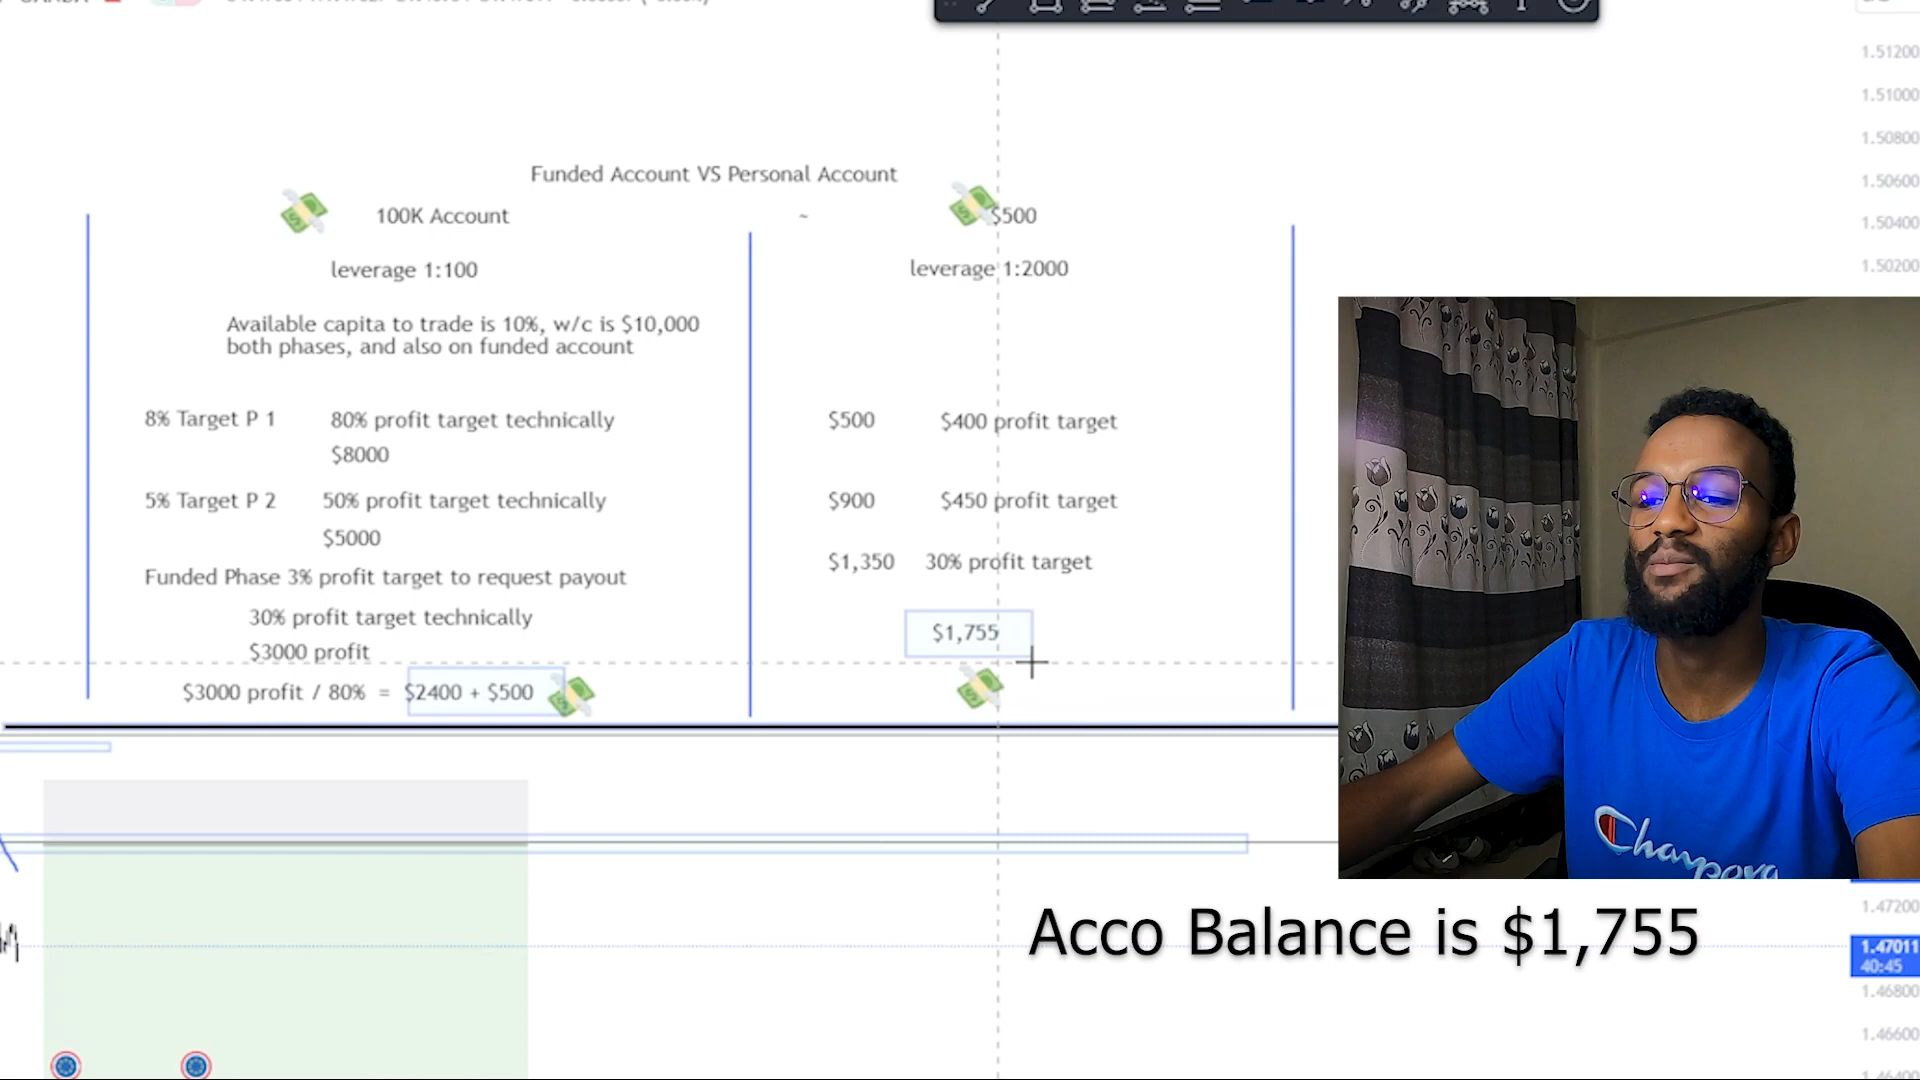 Funded Account VS Personal Account
100K Account ~ $500
leverage 1:100
leverage 1:2000
Available capita to trade is 10%, w/c is $10,000
both phases, and also on funded account
8% Target P 1 80% profit target technically
$8000
$500 $400 profit target
5% Target P 2 50% profit target technically
$5000
$900 $450 profit target
Funded Phase 3% profit target to request payout
$1,350 30% profit target
30% profit target technically
$3000 profit
$1,755
$3000 profit / 80% = $2400 + $500
Acco Balance is $1,755
Champion
1.51200
1.51000
1.50800
1.50600
1.50400
1.50200
1.47200
1.47011
40:45
1.46800
1.46600